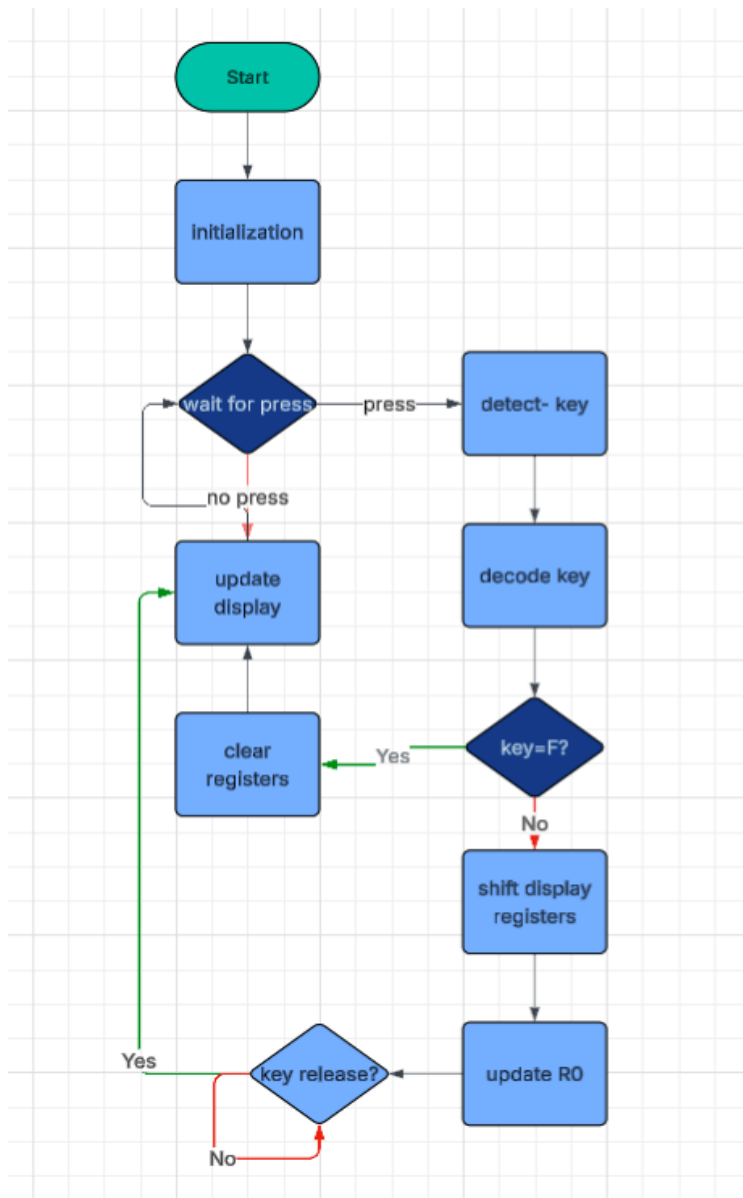 Start
initialization
wait for press
press
detect- key
no press
update
display
decode key
clear
registers
Yes
key=F?
No
shift display
registers
Yes
key release?
update R0
No